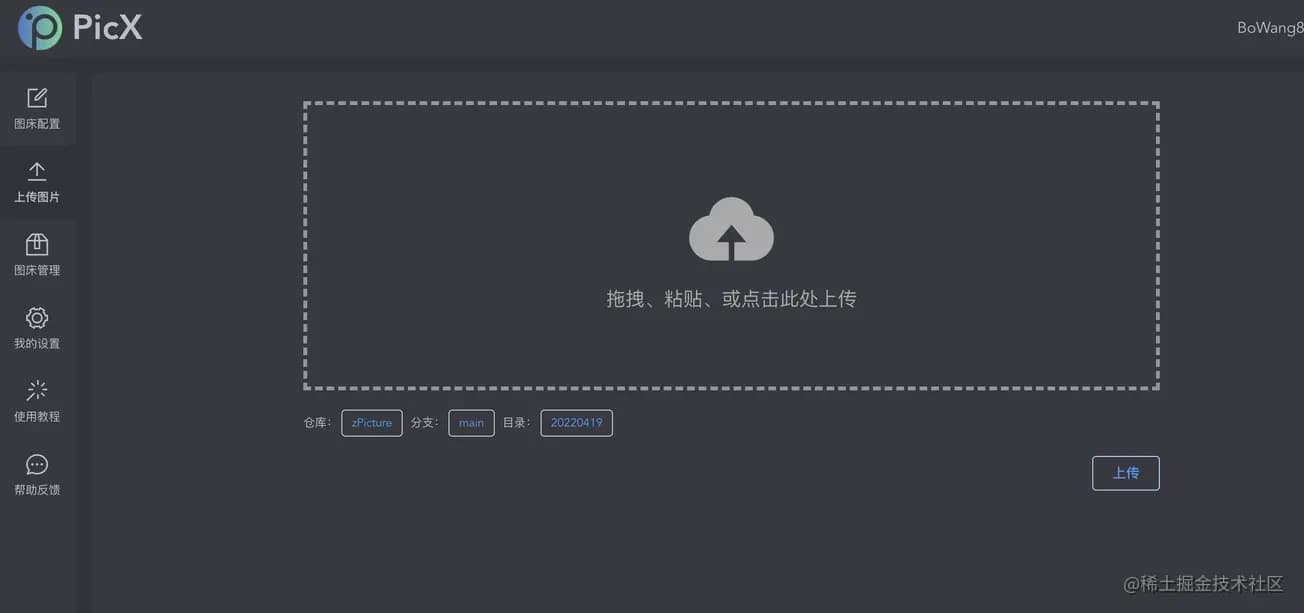 PicX
BoWang8
图床配置
上传图片
图床管理
我的设置
使用教程
帮助反馈
拖拽、粘贴、或点击此处上传
仓库： zPicture 分支： main 目录： 20220419
上传
@稀土掘金技术社区